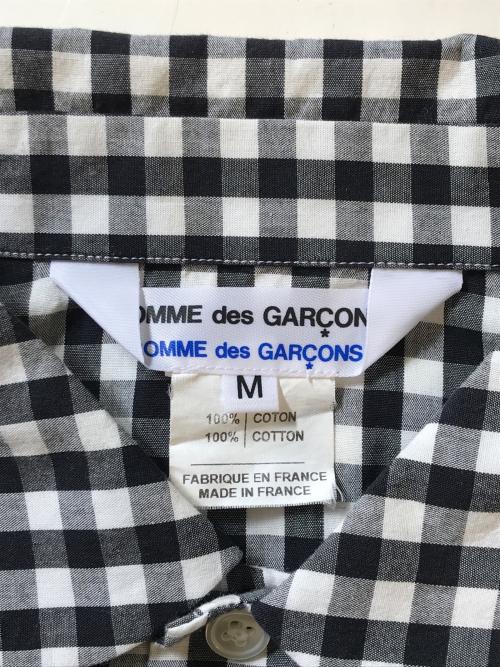 OMME des GARÇON
OMME des GARÇONS
M
100% COTON
100% COTTON
FABRIQUE EN FRANCE
MADE IN FRANCE